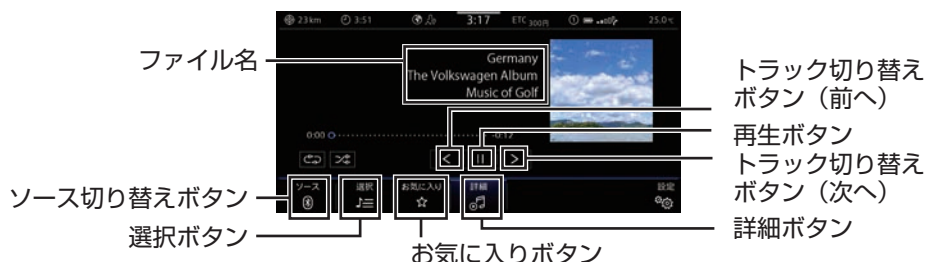 23km 3:51 3:17 ETC 300円 25.0℃
ファイル名
Germany
The Volkswagen Album
Music of Golf
トラック切り替え
ボタン（前へ）
再生ボタン
トラック切り替え
ボタン（次へ）
0:00 -0:12
ソース 選択 お気に入り 詳細 設定
ソース切り替えボタン
選択ボタン
お気に入りボタン
詳細ボタン